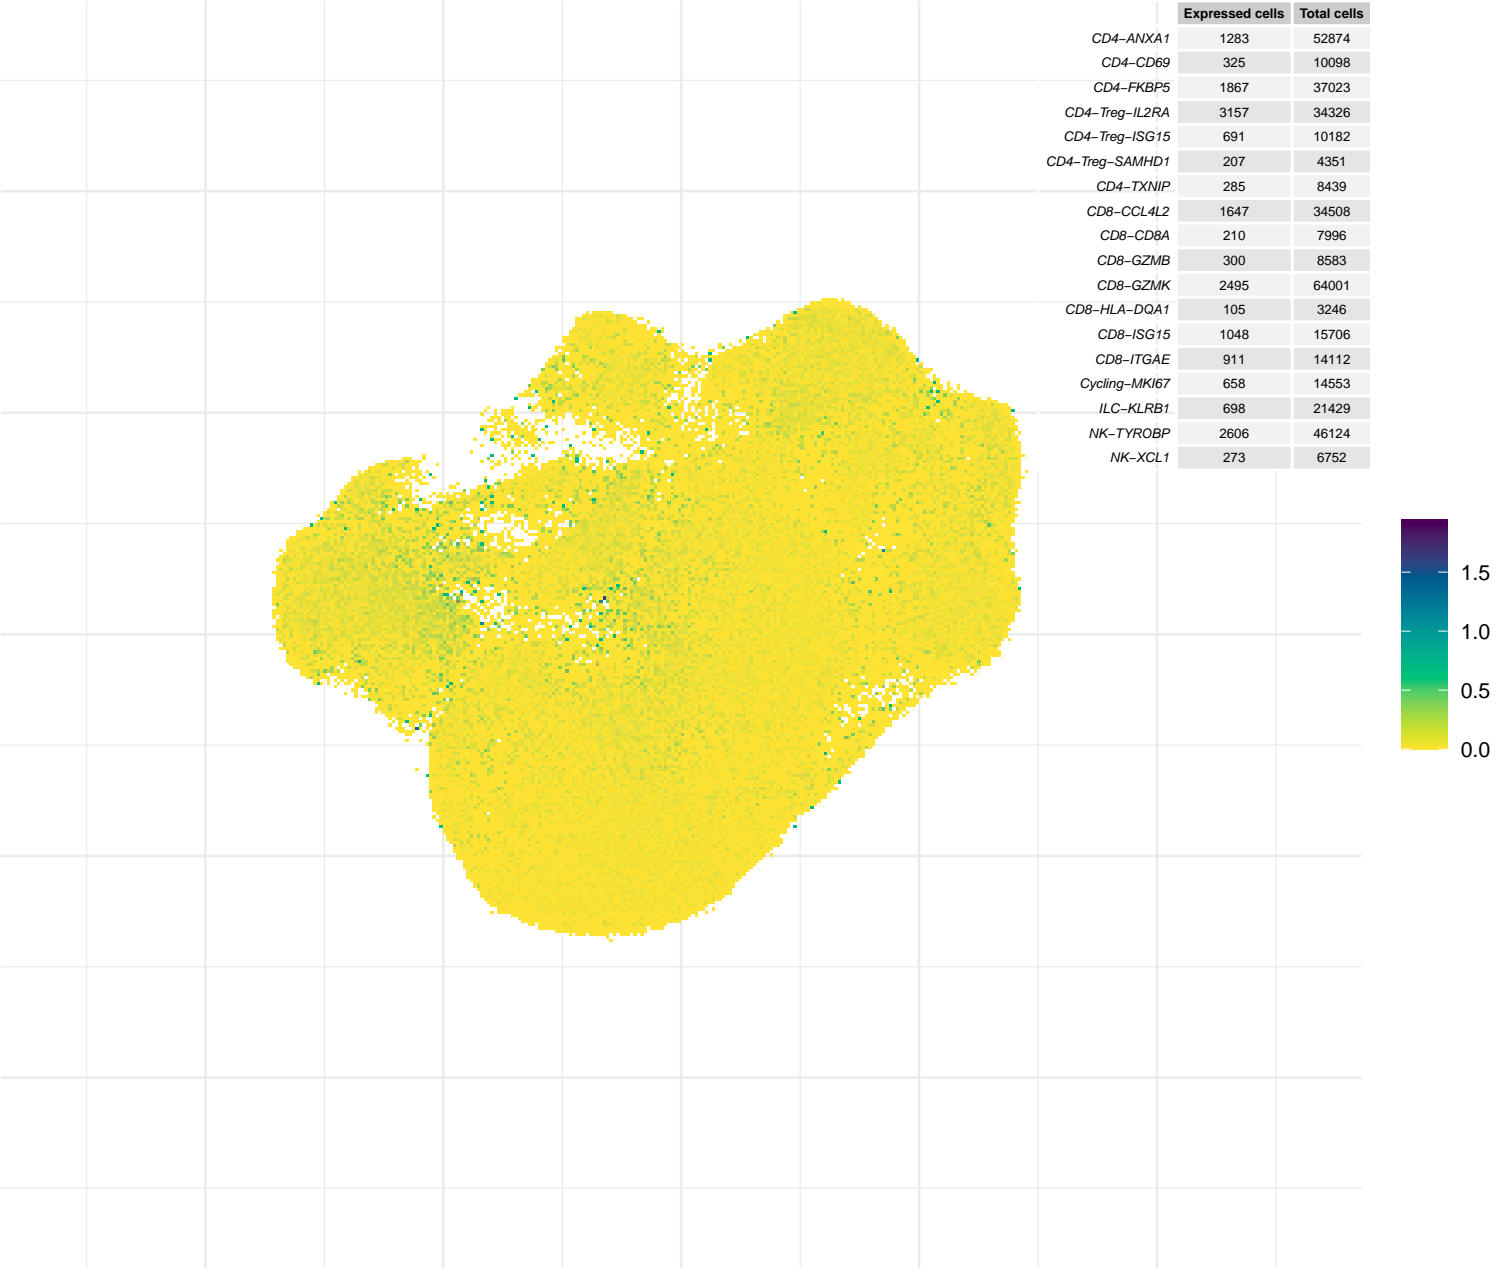 Expressed cells Total cells
CD4−ANXA1 1283 52874
CD4−CD69 325 10098
CD4−FKBP5 1867 37023
CD4−Treg−IL2RA 3157 34326
CD4−Treg−ISG15 691 10182
CD4−Treg−SAMHD1 207 4351
CD4−TXNIP 285 8439
CD8−CCL4L2 1647 34508
CD8−CD8A 210 7996
CD8−GZMB 300 8583
CD8−GZMK 2495 64001
CD8−HLA−DQA1 105 3246
CD8−ISG15 1048 15706
CD8−ITGAE 911 14112
Cycling−MKI67 658 14553
ILC−KLRB1 698 21429
NK−TYROBP 2606 46124
NK−XCL1 273 6752
1.5
1.0
0.5
0.0